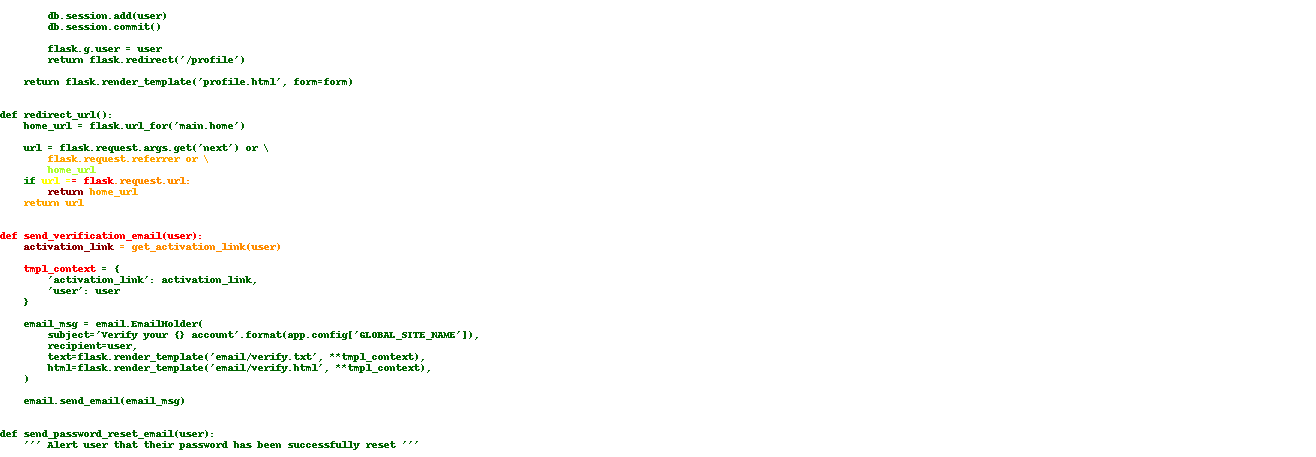 db.session.add(user)
        db.session.commit()

        flask.g.user = user
        return flask.redirect('/profile')

    return flask.render_template('profile.html', form=form)


def redirect_url():
    home_url = flask.url_for('main.home')

    url = flask.request.args.get('next') or \
        flask.request.referrer or \
        home_url
    if url == flask.request.url:
        return home_url
    return url


def send_verification_email(user):
    activation_link = get_activation_link(user)

    tmpl_context = {
        'activation_link': activation_link,
        'user': user
    }

    email_msg = email.EmailHolder(
        subject='Verify your {} account'.format(app.config['GLOBAL_SITE_NAME']),
        recipient=user,
        text=flask.render_template('email/verify.txt', **tmpl_context),
        html=flask.render_template('email/verify.html', **tmpl_context),
    )

    email.send_email(email_msg)


def send_password_reset_email(user):
    ''' Alert user that their password has been successfully reset '''